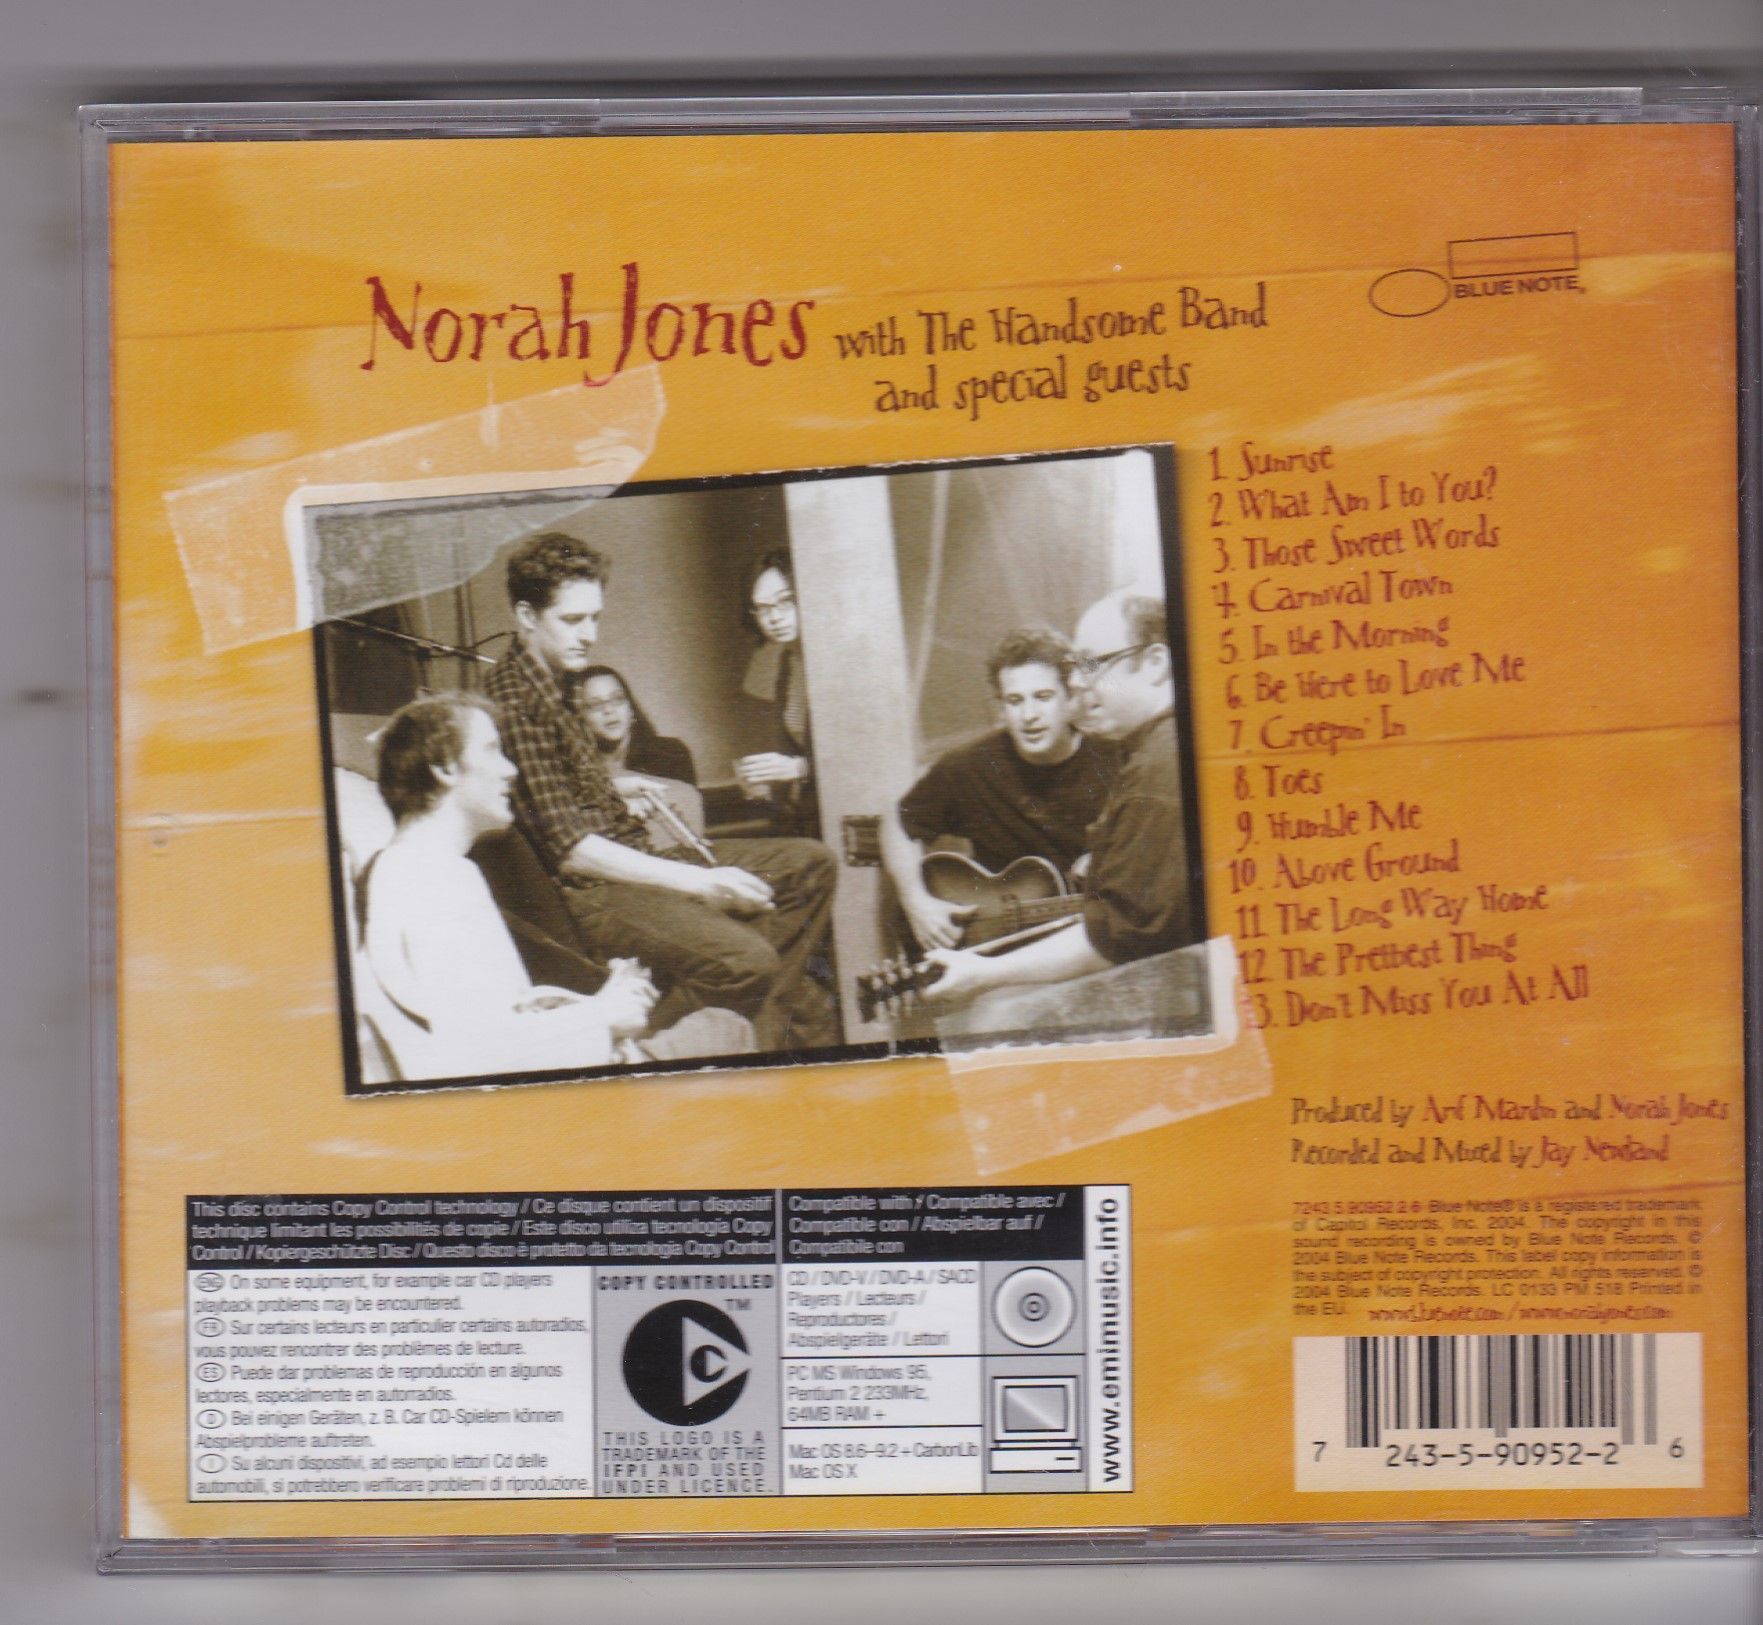 Norah Jones with The Handsome Band
and special guests
BLUE NOTE®
1. Sunrise
2. What Am I to You?
3. Those Sweet Words
4. Carnival Town
5. In the Morning
6. Be Here to Love Me
7. Creepin' In
8. Toes
9. Humble Me
10. Above Ground
11. The Long Way Home
12. The Prettiest Thing
13. Don't Miss You At All
Produced by Arif Mardin and Norah Jones
Recorded and Mixed by Jay Newland
7243 5 90952 2 6 Blue Note® is a registered trademark
of Capitol Records, Inc. 2004. The copyright in this
sound recording is owned by Blue Note Records. ©
2004 Blue Note Records. This label copy information is
the subject of copyright protection. All rights reserved. ©
2004 Blue Note Records. LC 0133 PM 518 Printed in
the EU. www.bluenote.com / www.norahjones.com
This disc contains Copy Control technology / Ce disque contient un dispositif
technique limitant les possibilités de copie / Este disco utiliza tecnología Copy
Control / Kopiergeschützte Disc / Questo disco è protetto da tecnologia Copy Control
ENG On some equipment, for example car CD players
playback problems may be encountered.
FR Sur certains lecteurs en particulier certains autoradios,
vous pouvez rencontrer des problèmes de lecture.
ES Puede dar problemas de reproducción en algunos
lectores, especialmente en autorradios.
D Bei einigen Geräten, z. B. Car CD-Spielern können
Abspielprobleme auftreten.
I Su alcuni dispositivi, ad esempio lettori Cd delle
automobili, si potrebbero verificare problemi di riproduzione.
COPY CONTROLLED
TM
C
THIS LOGO IS A
TRADEMARK OF THE
IFPI AND USED
UNDER LICENCE.
Compatible with / Compatible avec /
Compatible con / Abspielbar auf /
Compatibile con
CD / DVD-V / DVD-A / SACD
Players / Lecteurs /
Reproductores /
Abspielgeräte / Lettori
PC MS Windows 95,
Pentium 2 233MHz,
64MB RAM +
Mac OS 8.6–9.2 + CarbonLib
Mac OS X
www.emimusic.info
7 243-5-90952-2 6